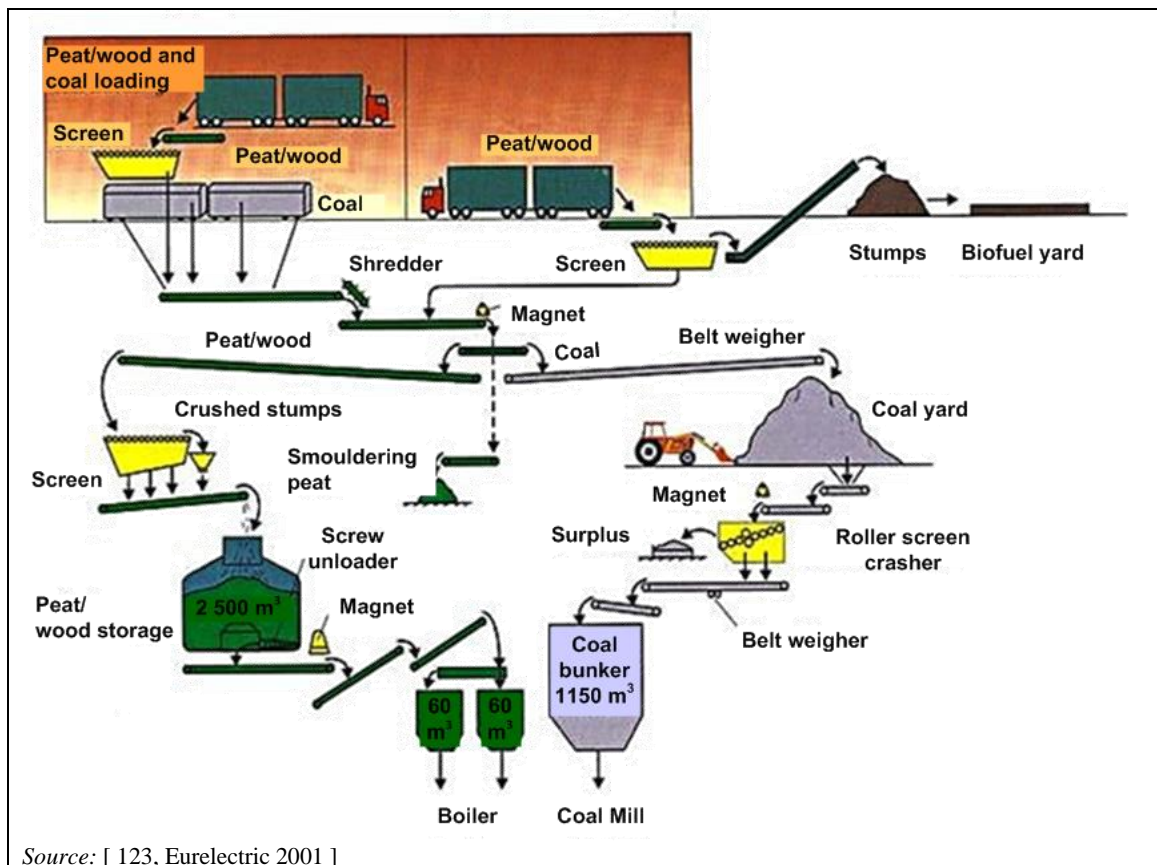 Peat/wood and
coal loading
Screen
Peat/wood
Coal
Peat/wood
Screen
Stumps
Biofuel yard
Shredder
Magnet
Peat/wood
Coal
Belt weigher
Crushed stumps
Coal yard
Screen
Smouldering
peat
Magnet
Roller screen
crasher
Surplus
Screw
unloader
Peat/
wood storage
2 500 m³
Magnet
Belt weigher
Coal
bunker
1150 m³
60
m³
60
m³
Boiler
Coal Mill
Source: [ 123, Eurelectric 2001 ]